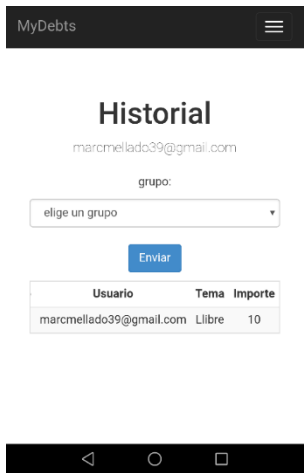 MyDebts
Historial
marcmellado39@gmail.com
grupo:
elige un grupo
Enviar
Usuario Tema Importe
marcmellado39@gmail.com Llibre 10